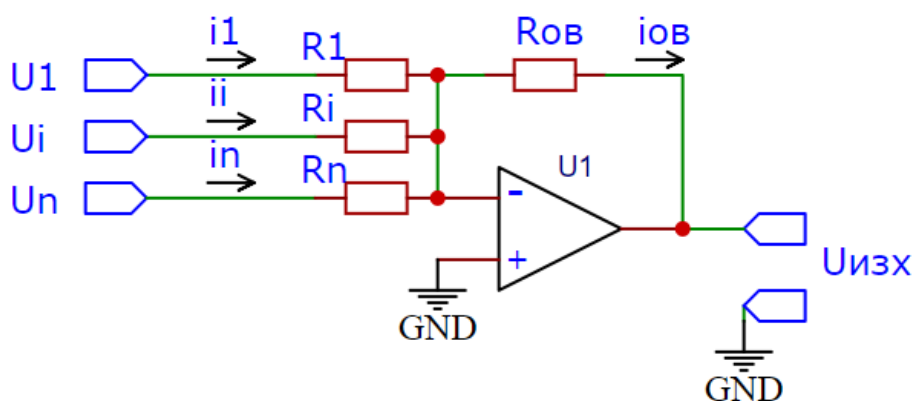 i1
R1
Rов
iов
U1
ii
Ri
Ui
in
Rn
Un
U1
-
+
Uизх
GND
GND